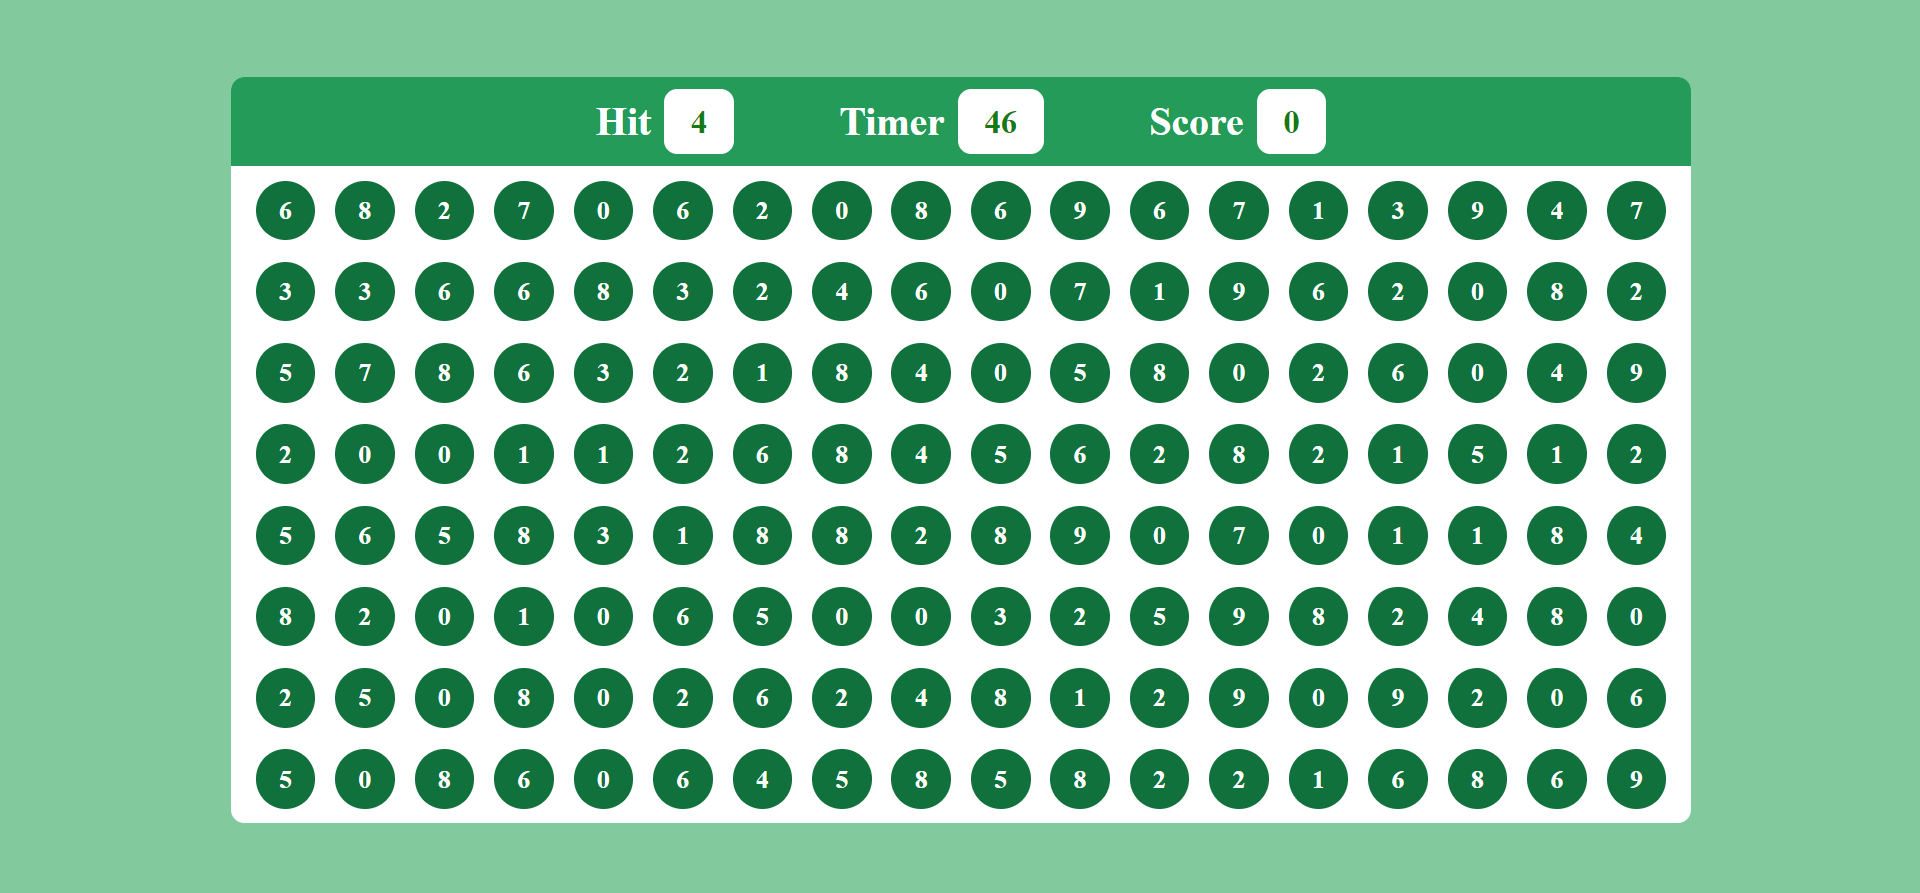 Hit 4 Timer 46 Score 0
6 8 2 7 0 6 2 0 8 6 9 6 7 1 3 9 4 7
3 3 6 6 8 3 2 4 6 0 7 1 9 6 2 0 8 2
5 7 8 6 3 2 1 8 4 0 5 8 0 2 6 0 4 9
2 0 0 1 1 2 6 8 4 5 6 2 8 2 1 5 1 2
5 6 5 8 3 1 8 8 2 8 9 0 7 0 1 1 8 4
8 2 0 1 0 6 5 0 0 3 2 5 9 8 2 4 8 0
2 5 0 8 0 2 6 2 4 8 1 2 9 0 9 2 0 6
5 0 8 6 0 6 4 5 8 5 8 2 2 1 6 8 6 9